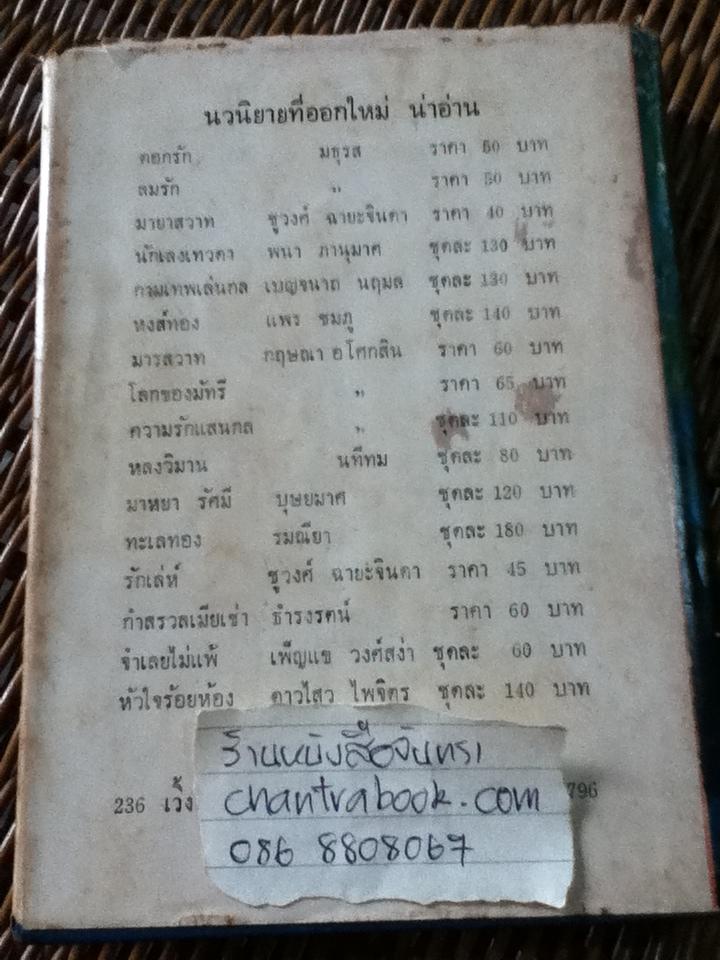 นวนิยายที่ออกใหม่ น่าอ่าน
ดอกรัก มธุรส ราคา 50 บาท
ลมรัก " ราคา 50 บาท
มายาสวาท ชูวงศ์ ฉายะจินดา ราคา 40 บาท
นักเลงเทวดา พนา ภานุมาศ ชุดละ 130 บาท
กามเทพเล่นกล เบญจนาถ นฤมล ชุดละ 130 บาท
หงส์ทอง แพร ชมภู ชุดละ 140 บาท
มารสวาท กฤษณา อโศกสิน ราคา 60 บาท
โลกของมัทรี " ราคา 65 บาท
ความรักแสนกล " ชุดละ 110 บาท
หลงวิมาน นทีทม ชุดละ 80 บาท
มาหยา รัศมี บุษยมาศ ชุดละ 120 บาท
ทะเลทอง รมณียา ชุดละ 180 บาท
รักเล่ห์ ชูวงศ์ ฉายะจินดา ราคา 45 บาท
กำสรวลเมียเช่า ธำรงรตน์ ราคา 60 บาท
จำเลยไม่แพ้ เพ็ญแข วงศ์สง่า ชุดละ 60 บาท
หัวใจร้อยห้อง ดาวไสว ไพจิตร ชุดละ 140 บาท
ร้านหนังสือจันทรา
236 เวิ้ง chantrabook.com 796
086 8808067